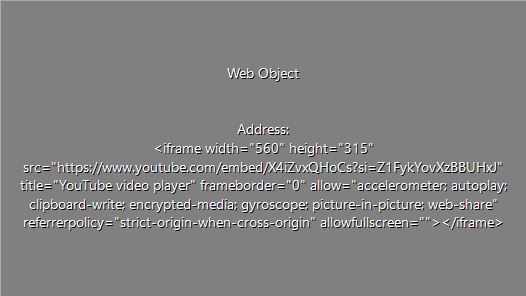 Web Object
Address:
<iframe width="560" height="315"
src="https://www.youtube.com/embed/X4iZvxQHoCs?si=Z1FykYovXzBBUHxJ"
title="YouTube video player" frameborder="0" allow="accelerometer; autoplay;
clipboard-write; encrypted-media; gyroscope; picture-in-picture; web-share"
referrerpolicy="strict-origin-when-cross-origin" allowfullscreen=""></iframe>